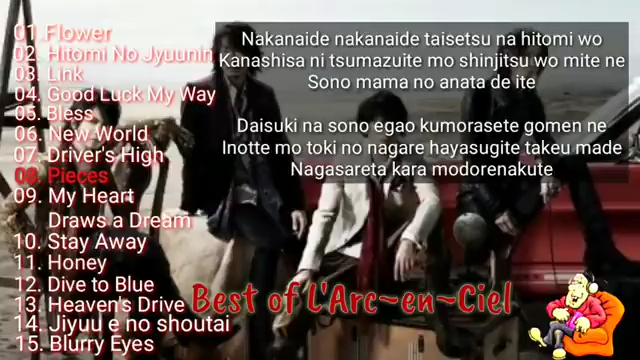 01.Flower
02. Hitomi No Jyuunin
03. Link
04. Good Luck My Way
05. Bless
06. New World
07. Driver's High
08. Pieces
09. My Heart
Draws a Dream
10. Stay Away
11. Honey
12. Dive to Blue
13. Heaven's Drive
14. Jiyuu e no shoutai
15. Blurry Eyes
Nakanaide nakanaide taisetsu na hitomi wo
Kanashisa ni tsumazuite mo shinjitsu wo mite ne
Sono mama no anata de ite
Daisuki na sono egao kumorasete gomen ne
Inotte mo toki no nagare hayasugite takeu made
Nagasareta kara modorenakute
Best of L'Arc~en~Ciel